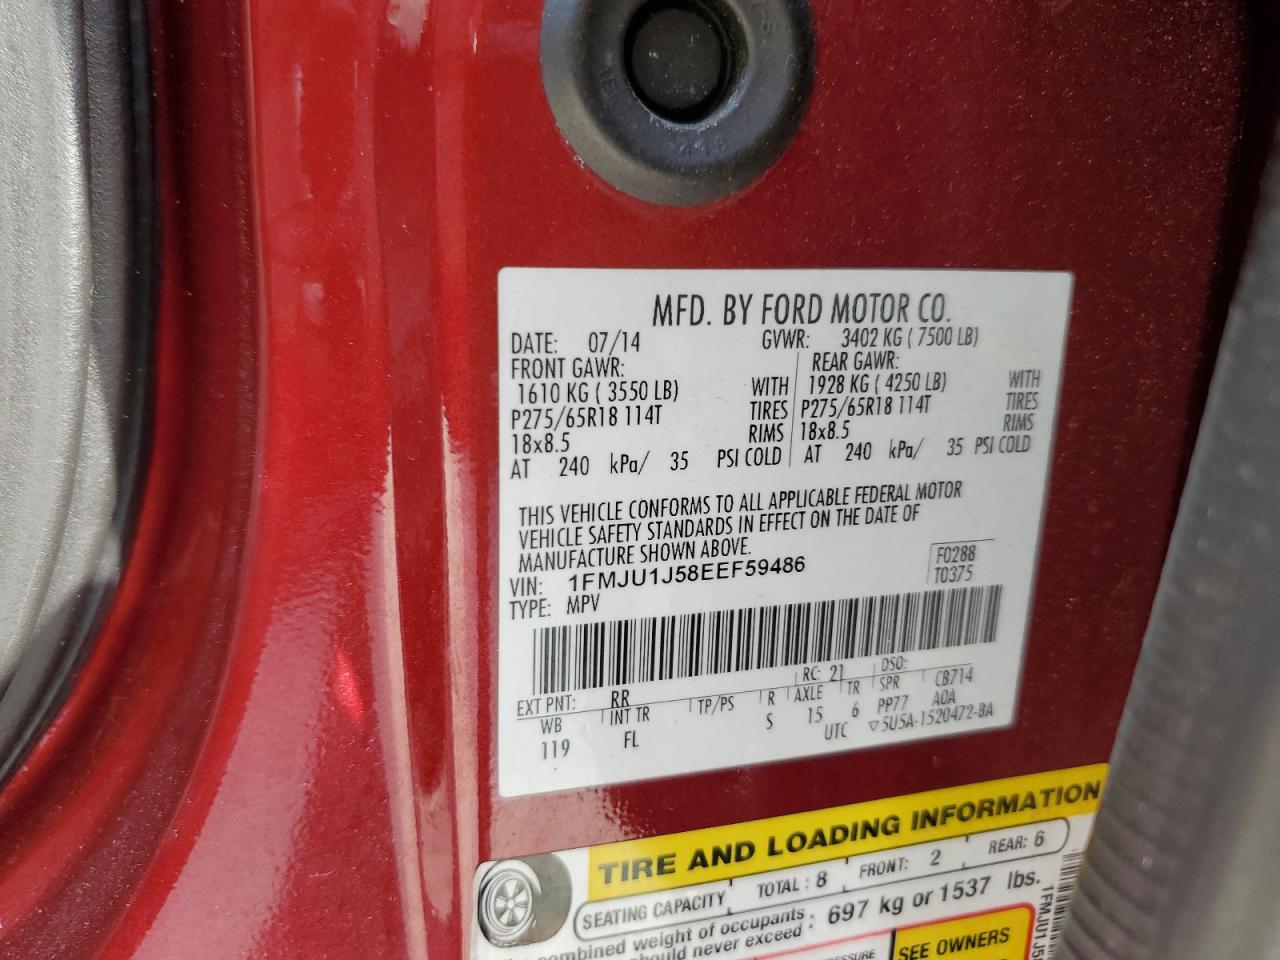 MFD. BY FORD MOTOR CO.
DATE: 07/14 GVWR: 3402 KG ( 7500 LB)
FRONT GAWR: REAR GAWR:
1610 KG ( 3550 LB) WITH 1928 KG ( 4250 LB) WITH
P275/65R18 114T TIRES P275/65R18 114T TIRES
18x8.5 RIMS 18x8.5 RIMS
AT 240 kPa/ 35 PSI COLD AT 240 kPa/ 35 PSI COLD
THIS VEHICLE CONFORMS TO ALL APPLICABLE FEDERAL MOTOR
VEHICLE SAFETY STANDARDS IN EFFECT ON THE DATE OF
MANUFACTURE SHOWN ABOVE.
VIN: 1FMJU1J58EEF59486 F0288
TYPE: MPV T0375
EXT PNT: RR RC: 21 DSO:
WB INT TR TP/PS R AXLE TR SPR CB714
119 FL S 15 6 PP77 A0A
UTC ▽5U5A-1520472-BA
TIRE AND LOADING INFORMATION
SEATING CAPACITY TOTAL : 8 FRONT: 2 REAR: 6
combined weight of occupants
should never exceed : 697 kg or 1537 lbs.
SEE OWNERS
1FMJU1J5